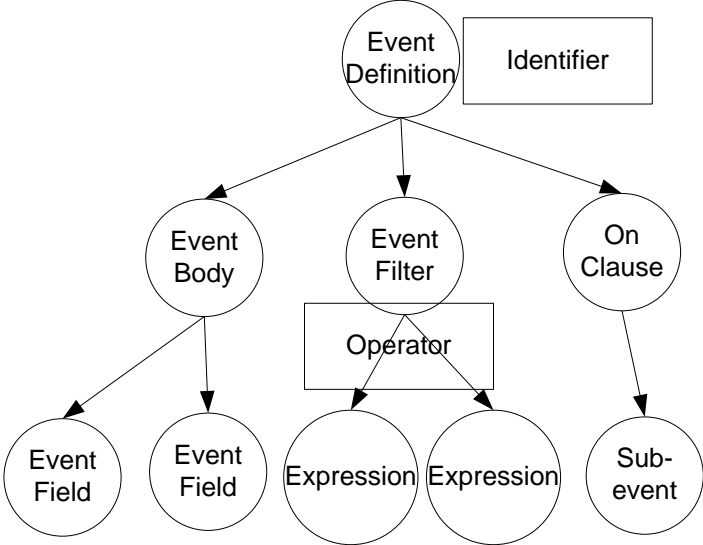 Event
Definition
Identifier
Event
Body
Event
Filter
On
Clause
Operator
Event
Field
Event
Field
Expression
Expression
Sub-
event